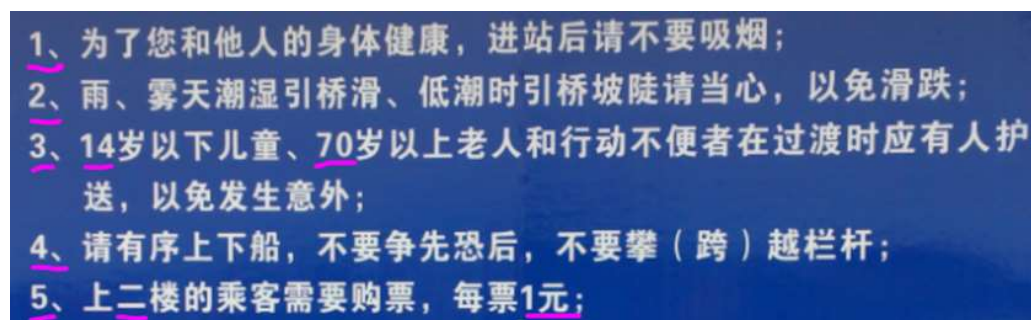 1、为了您和他人的身体健康，进站后请不要吸烟；
2、雨、雾天潮湿引桥滑、低潮时引桥坡陡请当心，以免滑跌；
3、14岁以下儿童、70岁以上老人和行动不便者在过渡时应有人护
送，以免发生意外；
4、请有序上下船，不要争先恐后，不要攀（跨）越栏杆；
5、上二楼的乘客需要购票，每票1元；